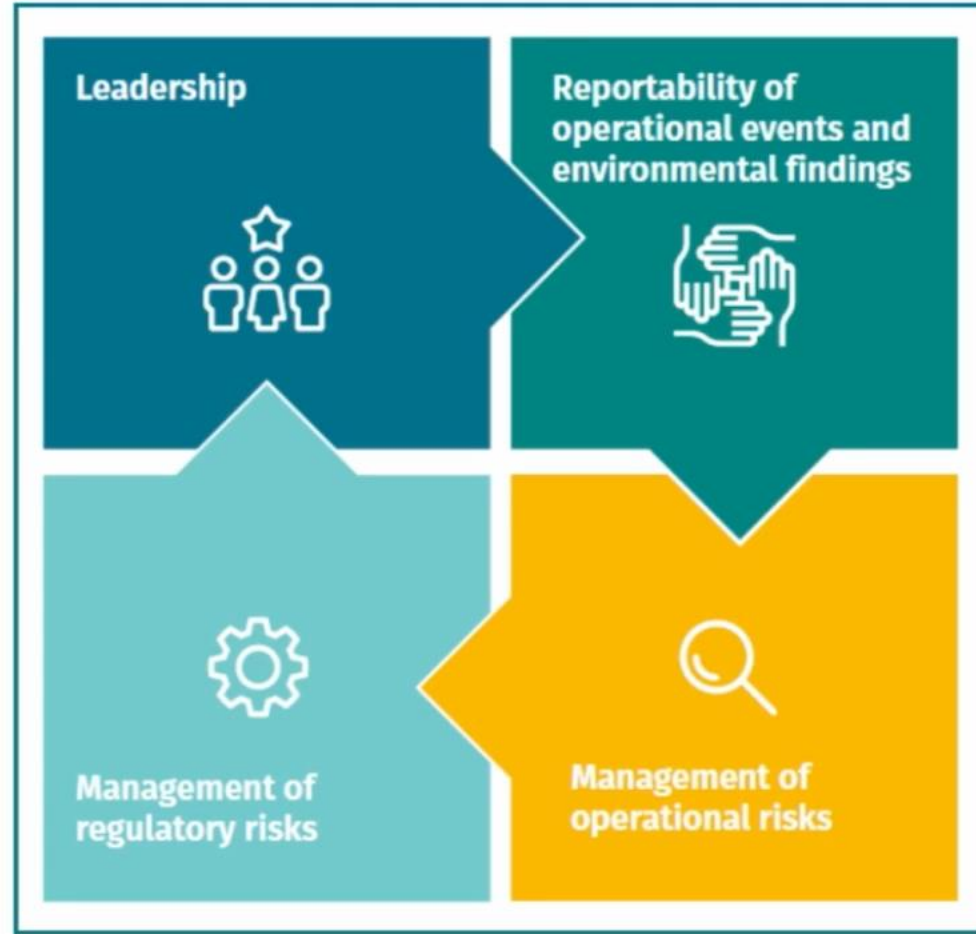 Leadership
Reportability of
operational events and
environmental findings
Management of
regulatory risks
Management of
operational risks